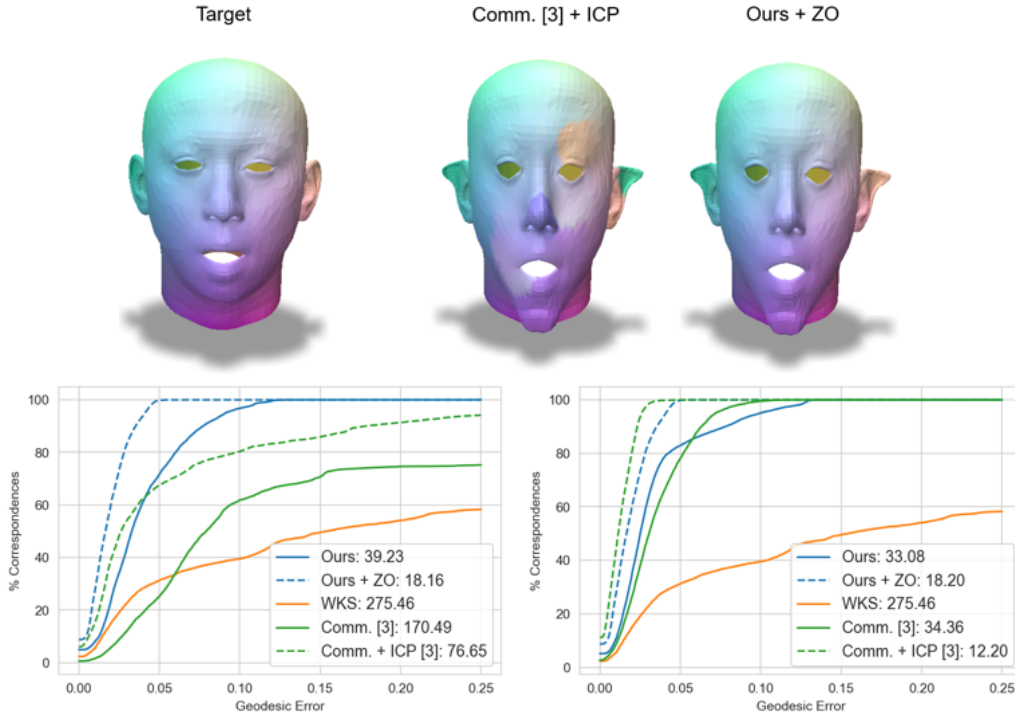 Target
Comm. [3] + ICP
Ours + ZO
100
80
60
40
20
0
% Correspondences
0.00
0.05
0.10
0.15
0.20
0.25
Geodesic Error
Ours: 39.23
Ours + ZO: 18.16
WKS: 275.46
Comm. [3]: 170.49
Comm. + ICP [3]: 76.65
100
80
60
40
20
0
% Correspondences
0.00
0.05
0.10
0.15
0.20
0.25
Geodesic Error
Ours: 33.08
Ours + ZO: 18.20
WKS: 275.46
Comm. [3]: 34.36
Comm. + ICP [3]: 12.20